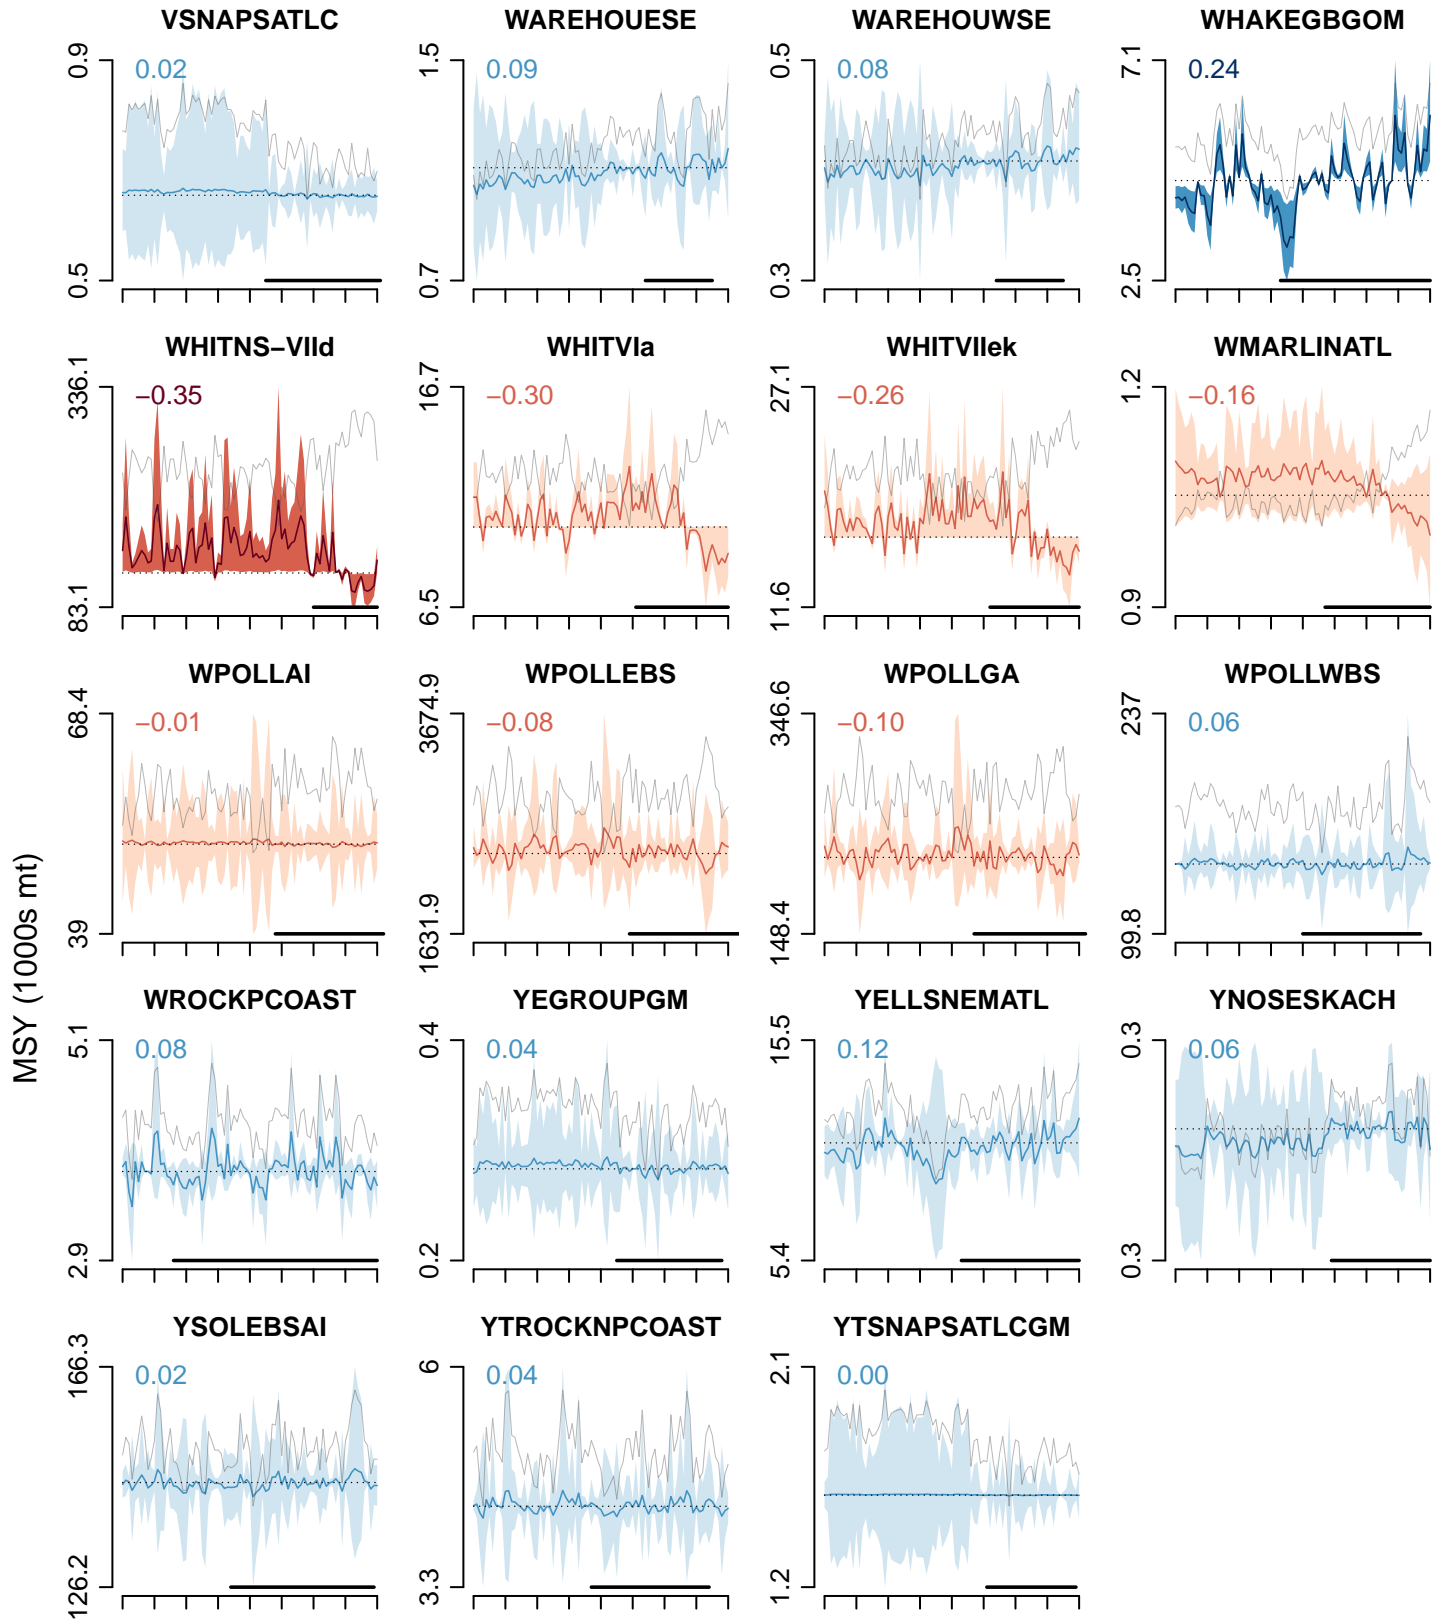 VSNAPSATLC
0.9
0.02
0.5
WAREHOUESE
1.5
0.09
0.7
WAREHOUWSE
0.5
0.08
0.3
WHAKEGBGOM
7.1
0.24
2.5
WHITNS−VIId
336.1
−0.35
83.1
WHITVIa
16.7
−0.30
6.5
WHITVIIek
27.1
−0.26
11.6
WMARLINATL
1.2
−0.16
0.9
WPOLLAI
68.4
−0.01
39
WPOLLEBS
3674.9
−0.08
1631.9
WPOLLGA
346.6
−0.10
148.4
WPOLLWBS
237
0.06
99.8
MSY (1000s mt)
WROCKPCOAST
5.1
0.08
2.9
YEGROUPGM
0.4
0.04
0.2
YELLSNEMATL
15.5
0.12
5.4
YNOSESKACH
0.3
0.06
0.3
YSOLEBSAI
166.3
0.02
126.2
YTROCKNPCOAST
6
0.04
3.3
YTSNAPSATLCGM
2.1
0.00
1.2